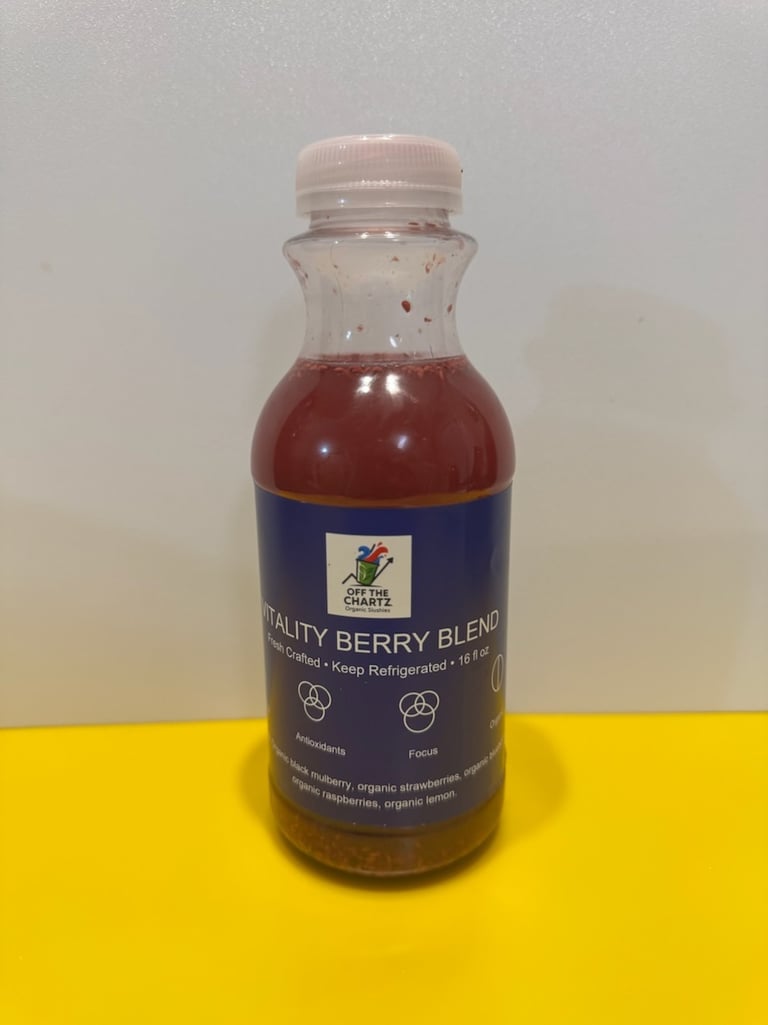 OFF THE
CHARTZ
Organic Slushies
VITALITY BERRY BLEND
Fresh Crafted • Keep Refrigerated • 16 fl oz
Antioxidants
Focus
organic black mulberry, organic strawberries, organic
organic raspberries, organic lemon.